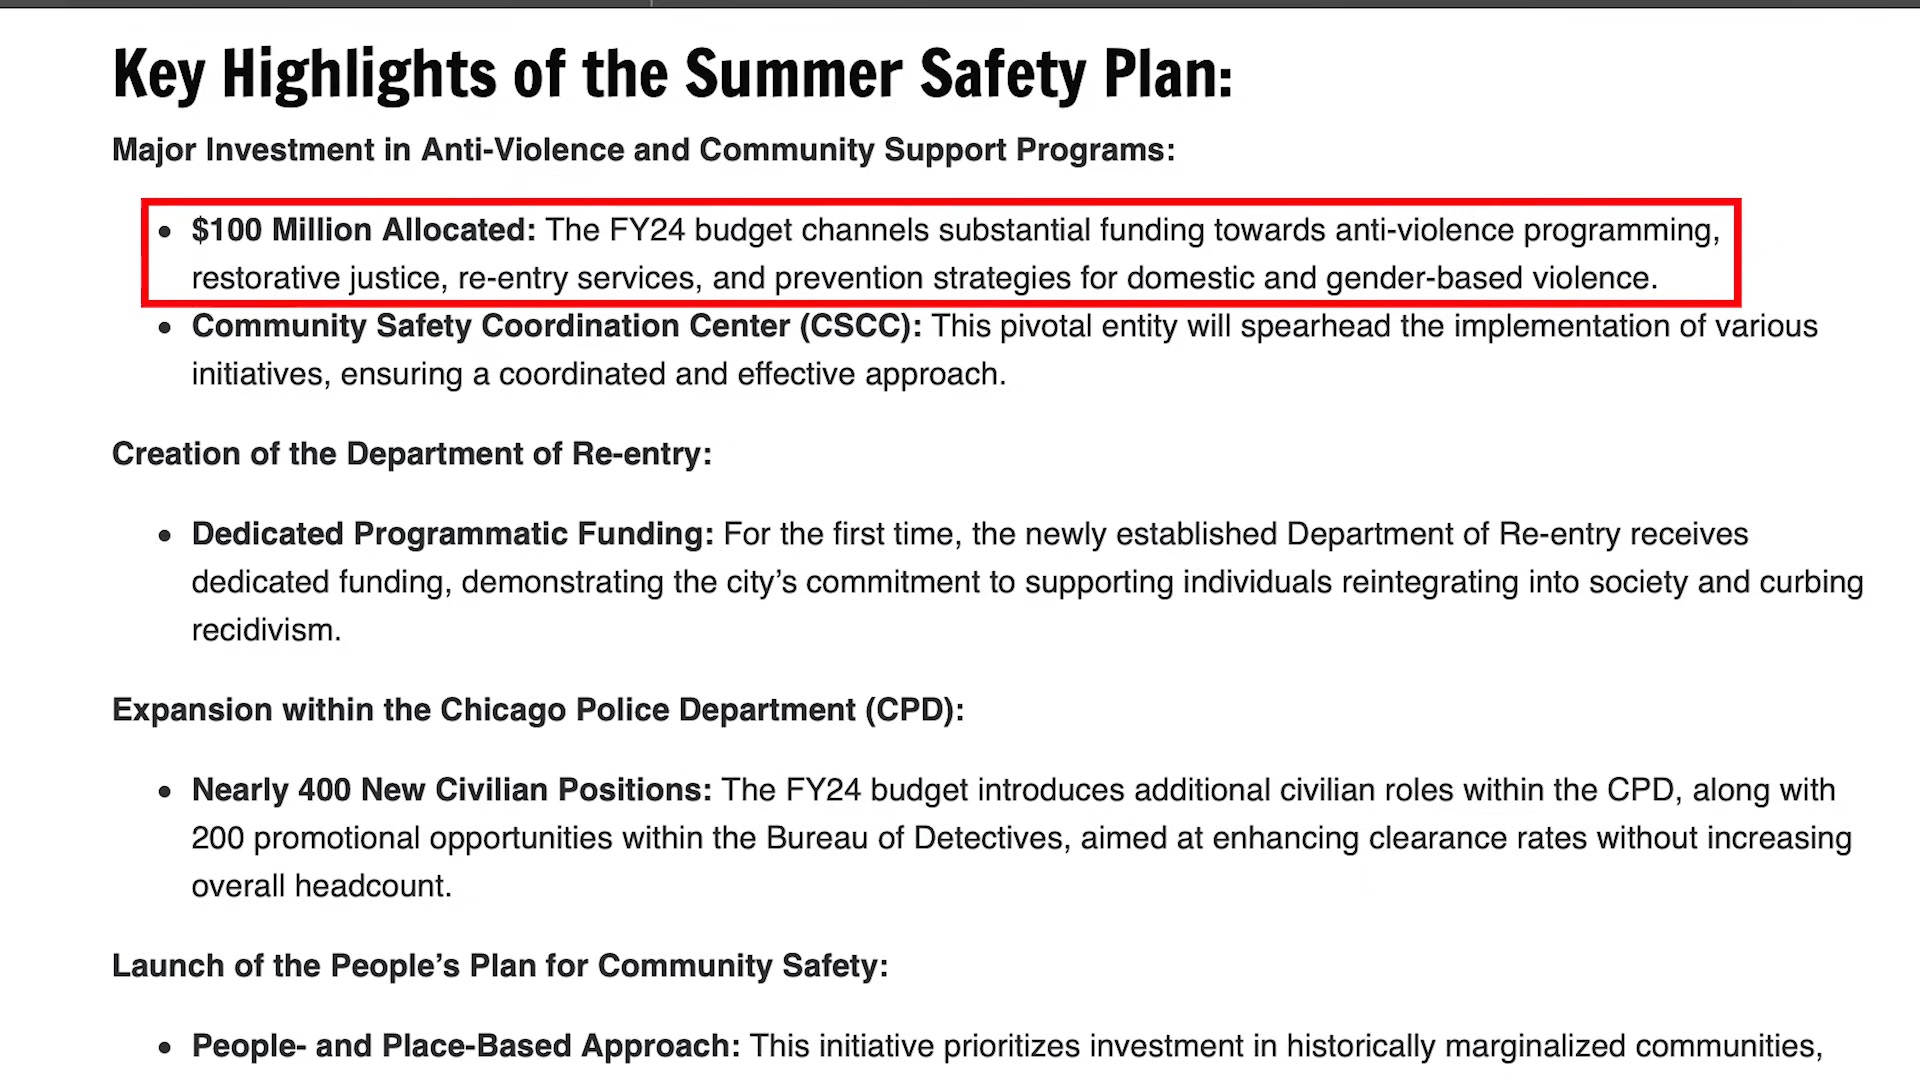 Key Highlights of the Summer Safety Plan:
Major Investment in Anti-Violence and Community Support Programs:
• $100 Million Allocated: The FY24 budget channels substantial funding towards anti-violence programming,
restorative justice, re-entry services, and prevention strategies for domestic and gender-based violence.
• Community Safety Coordination Center (CSCC): This pivotal entity will spearhead the implementation of various
initiatives, ensuring a coordinated and effective approach.
Creation of the Department of Re-entry:
• Dedicated Programmatic Funding: For the first time, the newly established Department of Re-entry receives
dedicated funding, demonstrating the city’s commitment to supporting individuals reintegrating into society and curbing
recidivism.
Expansion within the Chicago Police Department (CPD):
• Nearly 400 New Civilian Positions: The FY24 budget introduces additional civilian roles within the CPD, along with
200 promotional opportunities within the Bureau of Detectives, aimed at enhancing clearance rates without increasing
overall headcount.
Launch of the People’s Plan for Community Safety:
• People- and Place-Based Approach: This initiative prioritizes investment in historically marginalized communities,